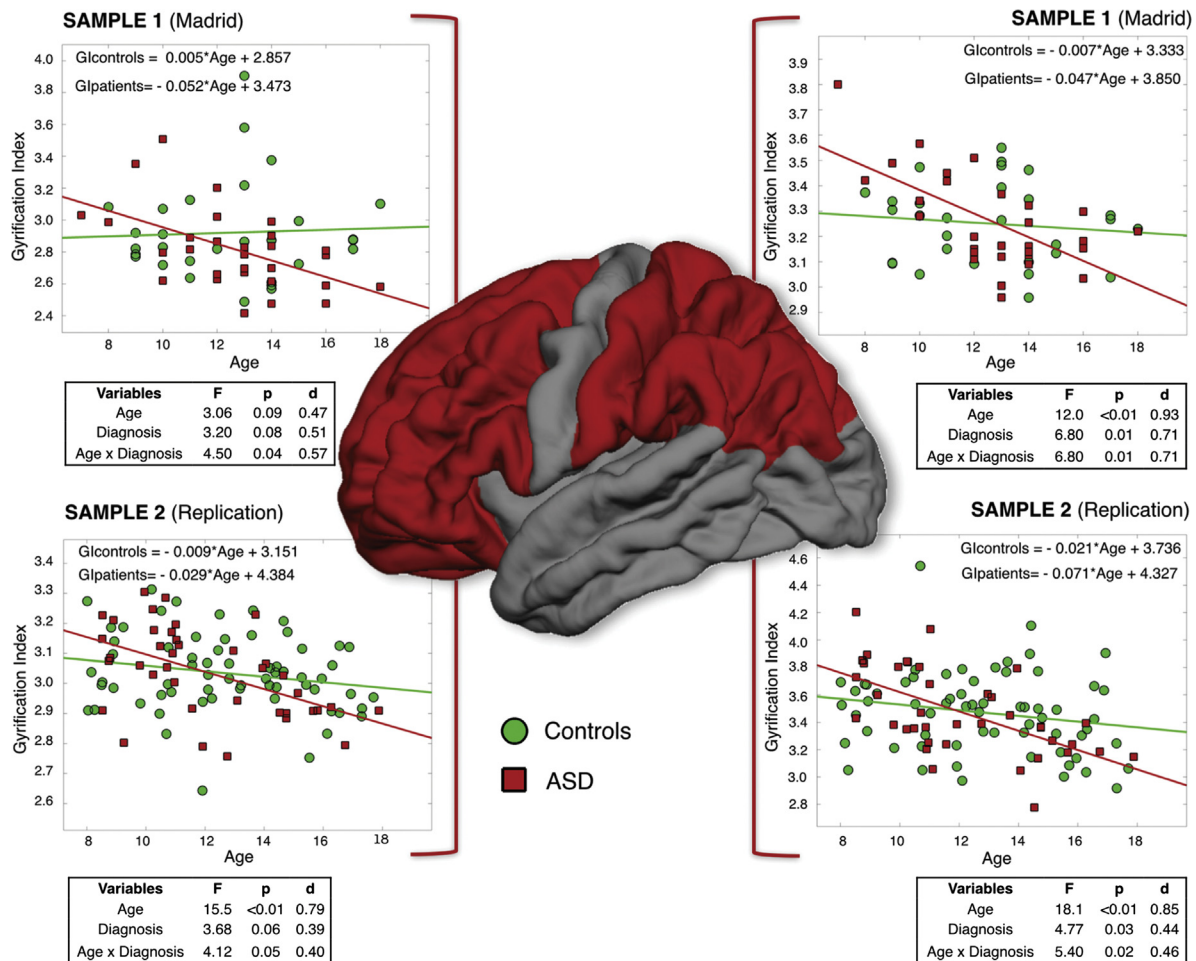 SAMPLE 1 (Madrid)
GIcontrols = 0.005*Age + 2.857
GIpatients= - 0.052*Age + 3.473
Gyrification Index
4.0
3.8
3.6
3.4
3.2
3.0
2.8
2.6
2.4
8 10 12 14 16 18
Age
Variables F p d
Age 3.06 0.09 0.47
Diagnosis 3.20 0.08 0.51
Age x Diagnosis 4.50 0.04 0.57
SAMPLE 1 (Madrid)
GIcontrols = - 0.007*Age + 3.333
GIpatients= - 0.047*Age + 3.850
Gyrification Index
3.9
3.8
3.7
3.6
3.5
3.4
3.3
3.2
3.1
3.0
2.9
8 10 12 14 16 18
Age
Variables F p d
Age 12.0 <0.01 0.93
Diagnosis 6.80 0.01 0.71
Age x Diagnosis 6.80 0.01 0.71
SAMPLE 2 (Replication)
GIcontrols = - 0.009*Age + 3.151
GIpatients= - 0.029*Age + 4.384
Gyrification Index
3.4
3.3
3.2
3.1
3.0
2.9
2.8
2.7
2.6
8 10 12 14 16 18
Age
Variables F p d
Age 15.5 <0.01 0.79
Diagnosis 3.68 0.06 0.39
Age x Diagnosis 4.12 0.05 0.40
Controls
ASD
SAMPLE 2 (Replication)
GIcontrols = - 0.021*Age + 3.736
GIpatients= - 0.071*Age + 4.327
Gyrification Index
4.6
4.4
4.2
4.0
3.8
3.6
3.4
3.2
3.0
2.8
8 10 12 14 16 18
Age
Variables F p d
Age 18.1 <0.01 0.85
Diagnosis 4.77 0.03 0.44
Age x Diagnosis 5.40 0.02 0.46